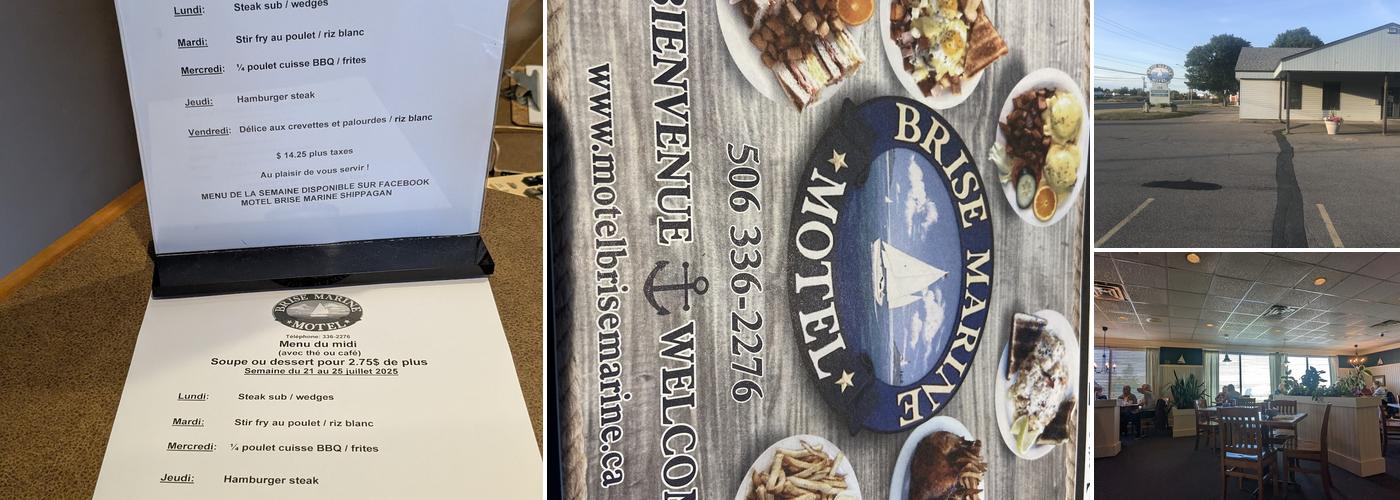 Lundi: Steak sub / wedges
Mardi: Stir fry au poulet / riz blanc
Mercredi: ¼ poulet cuisse BBQ / frites
Jeudi: Hamburger steak
Vendredi: Délice aux crevettes et palourdes / riz blanc
$ 14.25 plus taxes
Au plaisir de vous servir !
MENU DE LA SEMAINE DISPONIBLE SUR FACEBOOK
MOTEL BRISE MARINE SHIPPAGAN
BRISE MARINE
MOTEL
Téléphone: 336-2276
Menu du midi
(avec thé ou café)
Soupe ou dessert pour 2.75$ de plus
Semaine du 21 au 25 juillet 2025
Lundi: Steak sub / wedges
Mardi: Stir fry au poulet / riz blanc
Mercredi: ¼ poulet cuisse BBQ / frites
Jeudi: Hamburger steak
BRISE MARINE
MOTEL
506 336-2276
BIENVENUE WELCOM
www.motelbrisemarine.ca